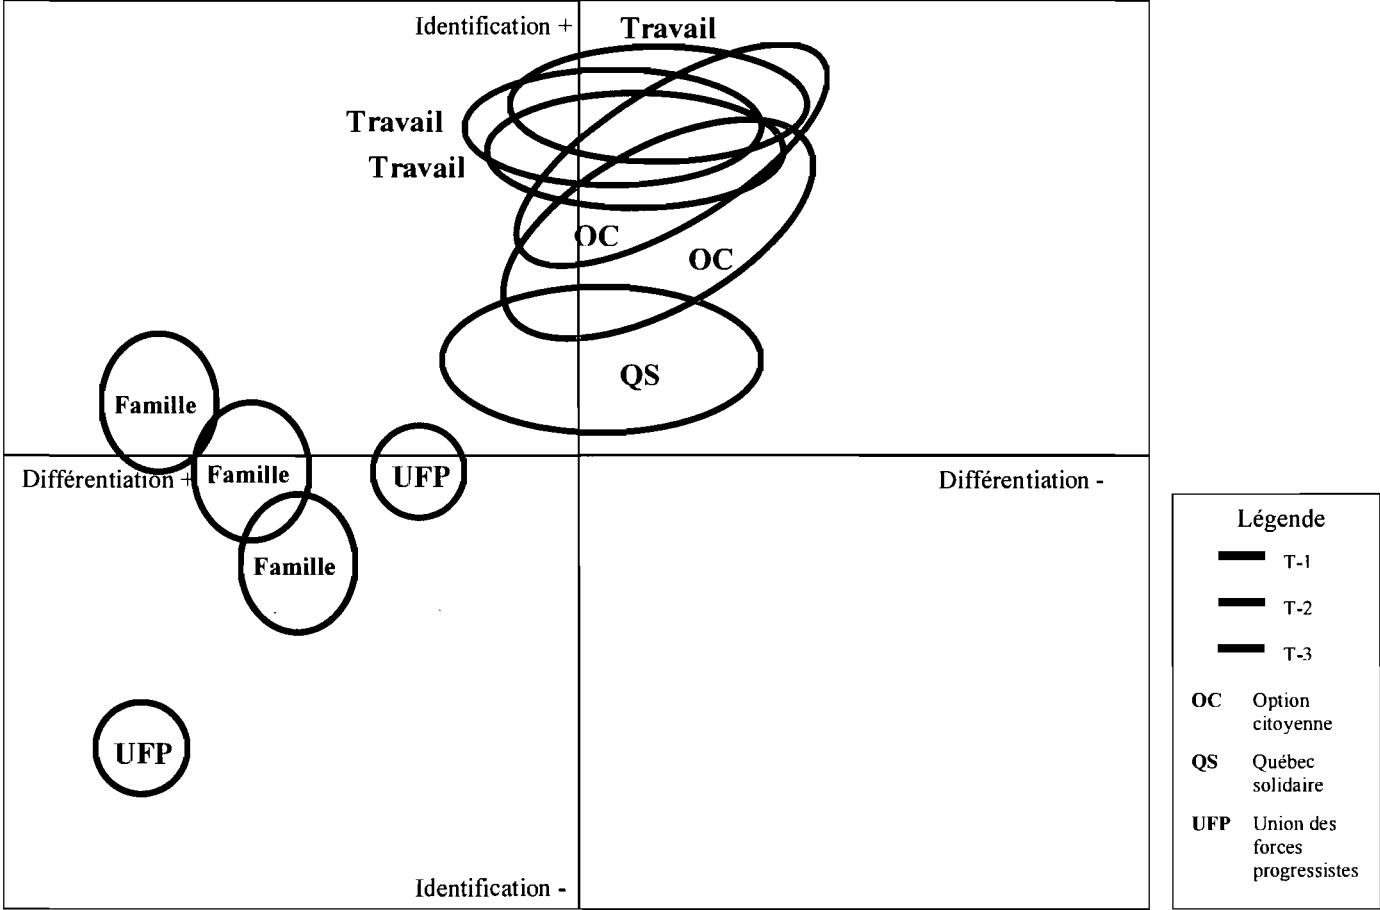 Identification +
Travail
Travail
Travail
OC
OC
QS
Famille
Famille
UFP
Différentiation +
Différentiation -
Famille
UFP
Identification -
Légende
T-1
T-2
T-3
OC Option
citoyenne
QS Québec
solidaire
UFP Union des
forces
progressistes